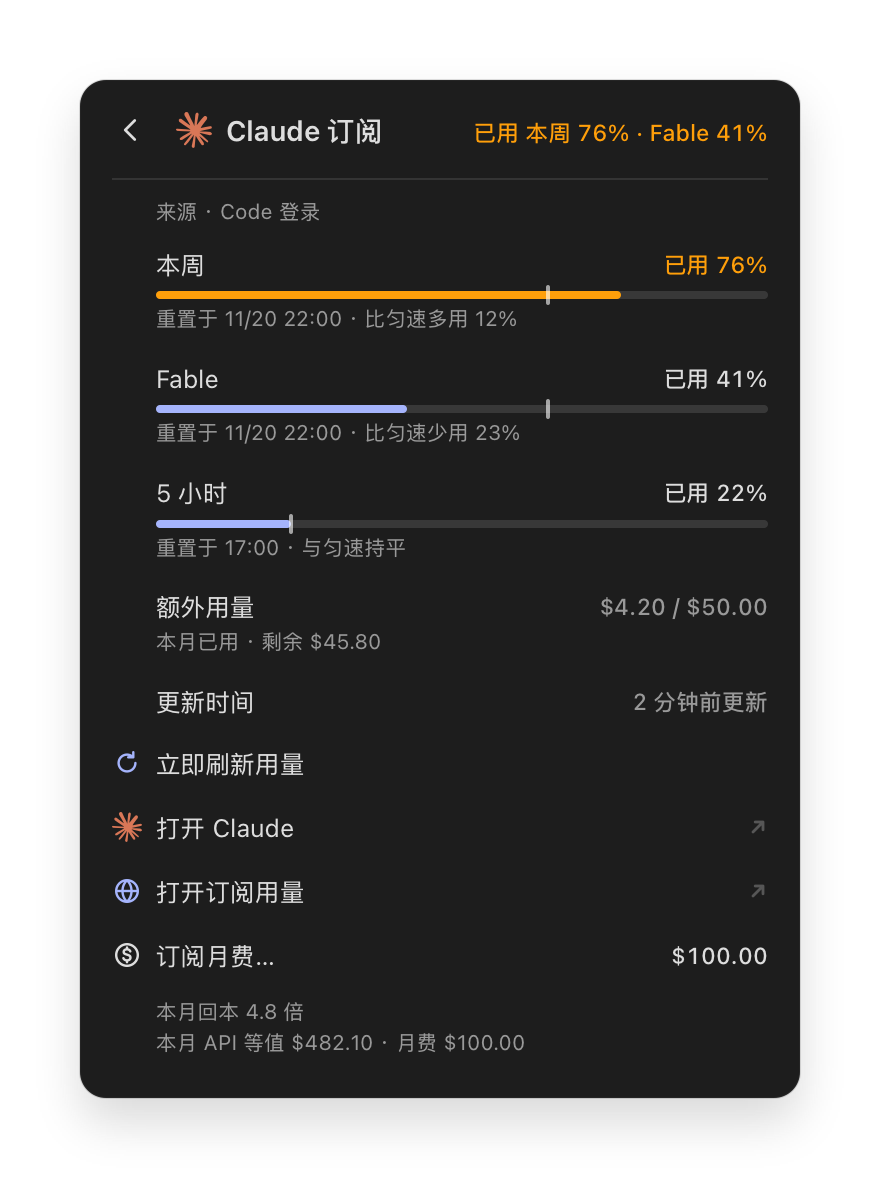 Claude 订阅
已用 本周 76% · Fable 41%
来源 · Code 登录
本周
已用 76%
重置于 11/20 22:00 · 比匀速多用 12%
Fable
已用 41%
重置于 11/20 22:00 · 比匀速少用 23%
5 小时
已用 22%
重置于 17:00 · 与匀速持平
额外用量
$4.20 / $50.00
本月已用 · 剩余 $45.80
更新时间
2 分钟前更新
立即刷新用量
打开 Claude
打开订阅用量
订阅月费…
$100.00
本月回本 4.8 倍
本月 API 等值 $482.10 · 月费 $100.00